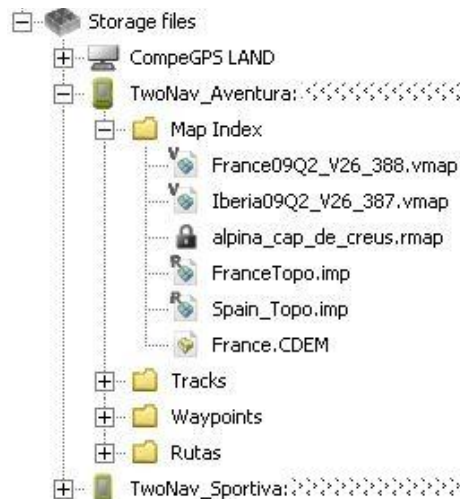 Storage files
CompeGPS LAND
TwoNav_Aventura:
Map Index
V France09Q2_V26_388.vmap
V Iberia09Q2_V26_387.vmap
alpina_cap_de_creus.rmap
R FranceTopo.imp
R Spain_Topo.imp
France.CDEM
Tracks
Waypoints
Rutas
TwoNav_Sportiva: